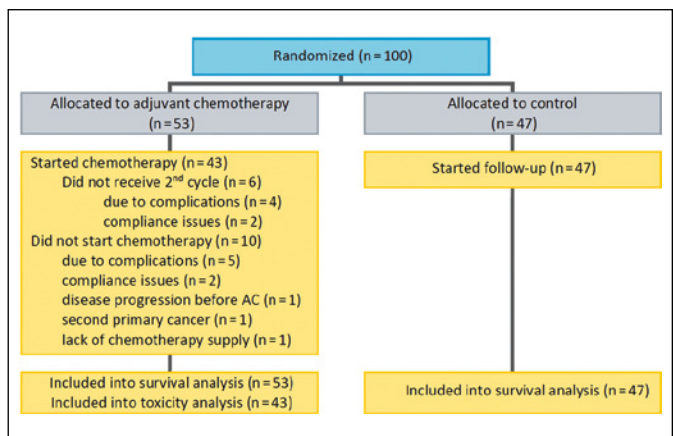 Randomized (n = 100)
Allocated to adjuvant chemotherapy
(n = 53)
Allocated to control
(n = 47)
Started chemotherapy (n = 43)
Did not receive 2nd cycle (n = 6)
due to complications (n = 4)
compliance issues (n = 2)
Did not start chemotherapy (n = 10)
due to complications (n = 5)
compliance issues (n = 2)
disease progression before AC (n = 1)
second primary cancer (n = 1)
lack of chemotherapy supply (n = 1)
Started follow-up (n = 47)
Included into survival analysis (n = 53)
Included into toxicity analysis (n = 43)
Included into survival analysis (n = 47)